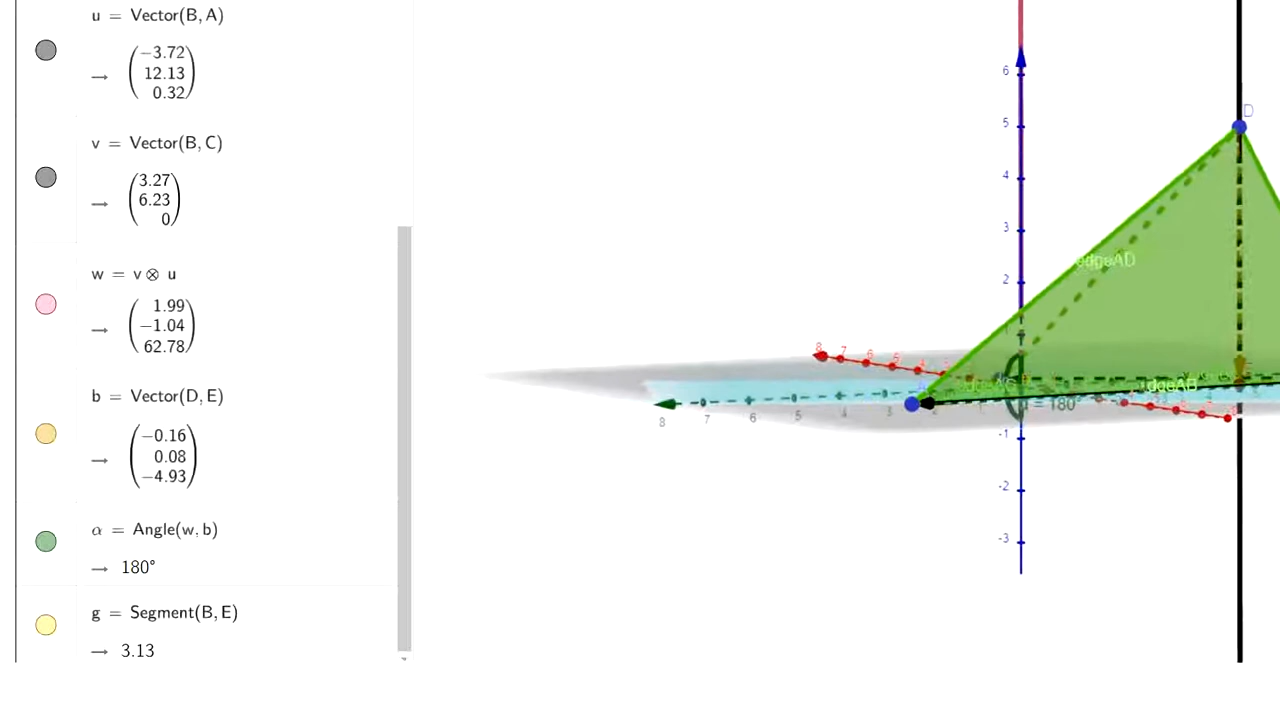 u = Vector(B, A)
→ (−3.72
12.13
0.32)
v = Vector(B, C)
→ (3.27
6.23
0)
w = v ⊗ u
→ (1.99
−1.04
62.78)
b = Vector(D, E)
→ (−0.16
0.08
−4.93)
α = Angle(w, b)
→ 180°
g = Segment(B, E)
→ 3.13
6
5
4
3
2
-1
-2
-3
D
edgeAD
8 7 6 5 4
8 7 6 5 4 3
= 180°